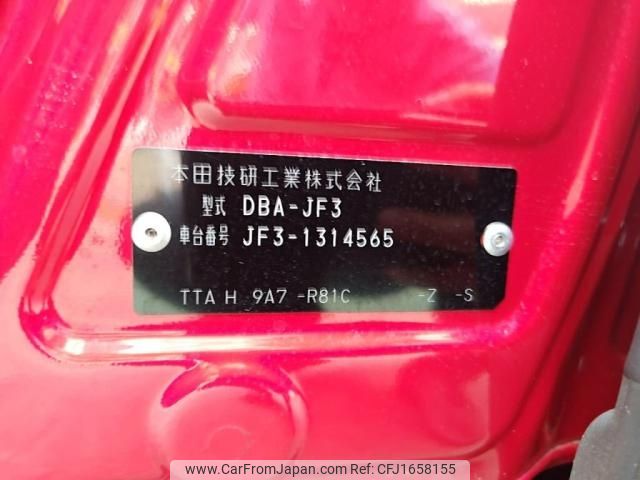 本田技研工業株式会社
型式 DBA-JF3
車台番号 JF3-1314565
TTA H 9A7 -R81C -Z -S
www.CarFromJapan.com | CFJ1658155